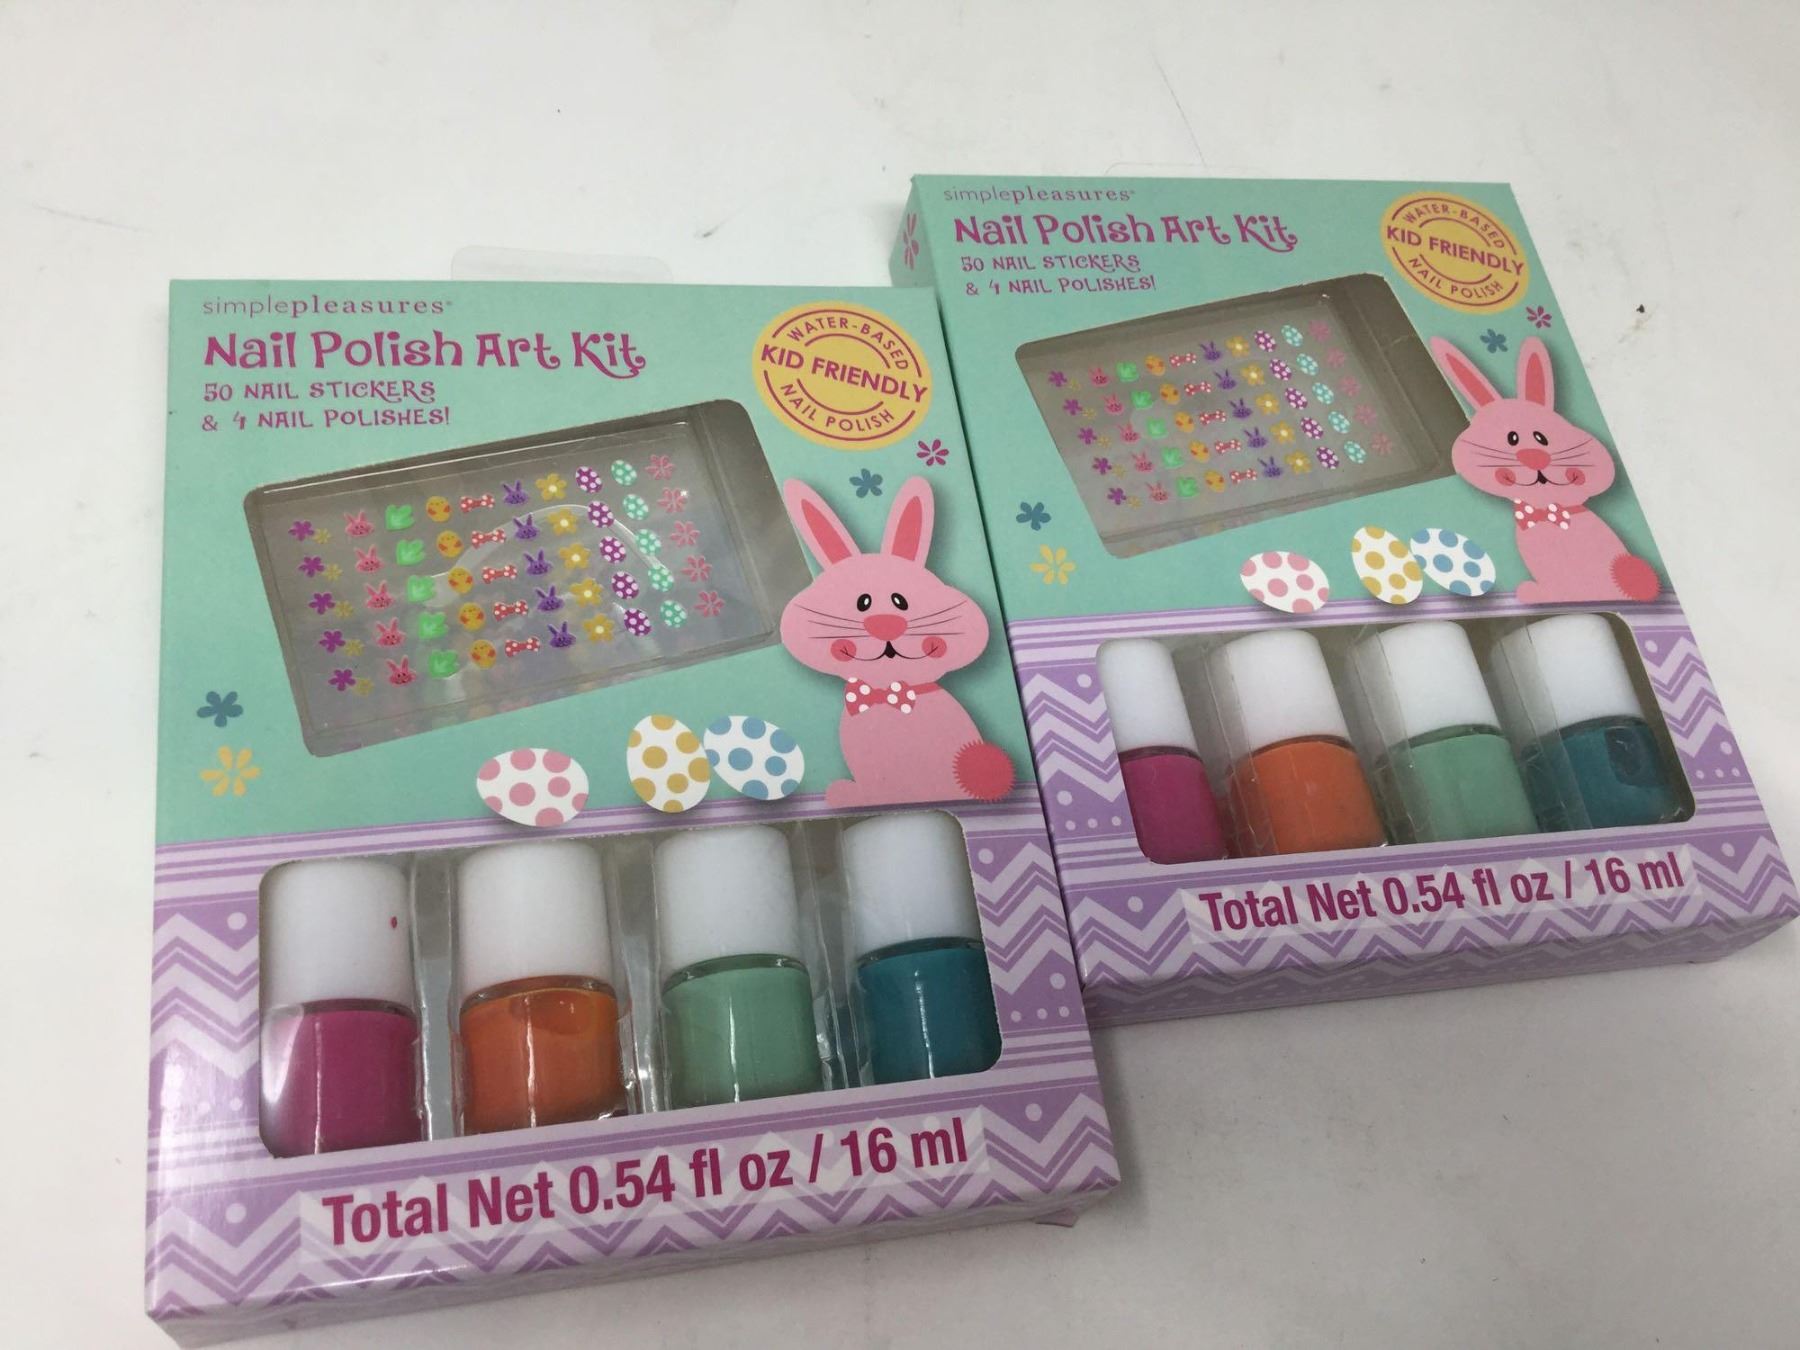 simplepleasures®
Nail Polish Art Kit
50 NAIL STICKERS
& 4 NAIL POLISHES!
WATER-BASED
KID FRIENDLY
NAIL POLISH
Total Net 0.54 fl oz / 16 ml
simplepleasures®
Nail Polish Art Kit
50 NAIL STICKERS
& 4 NAIL POLISHES!
WATER-BASED
KID FRIENDLY
NAIL POLISH
Total Net 0.54 fl oz / 16 ml